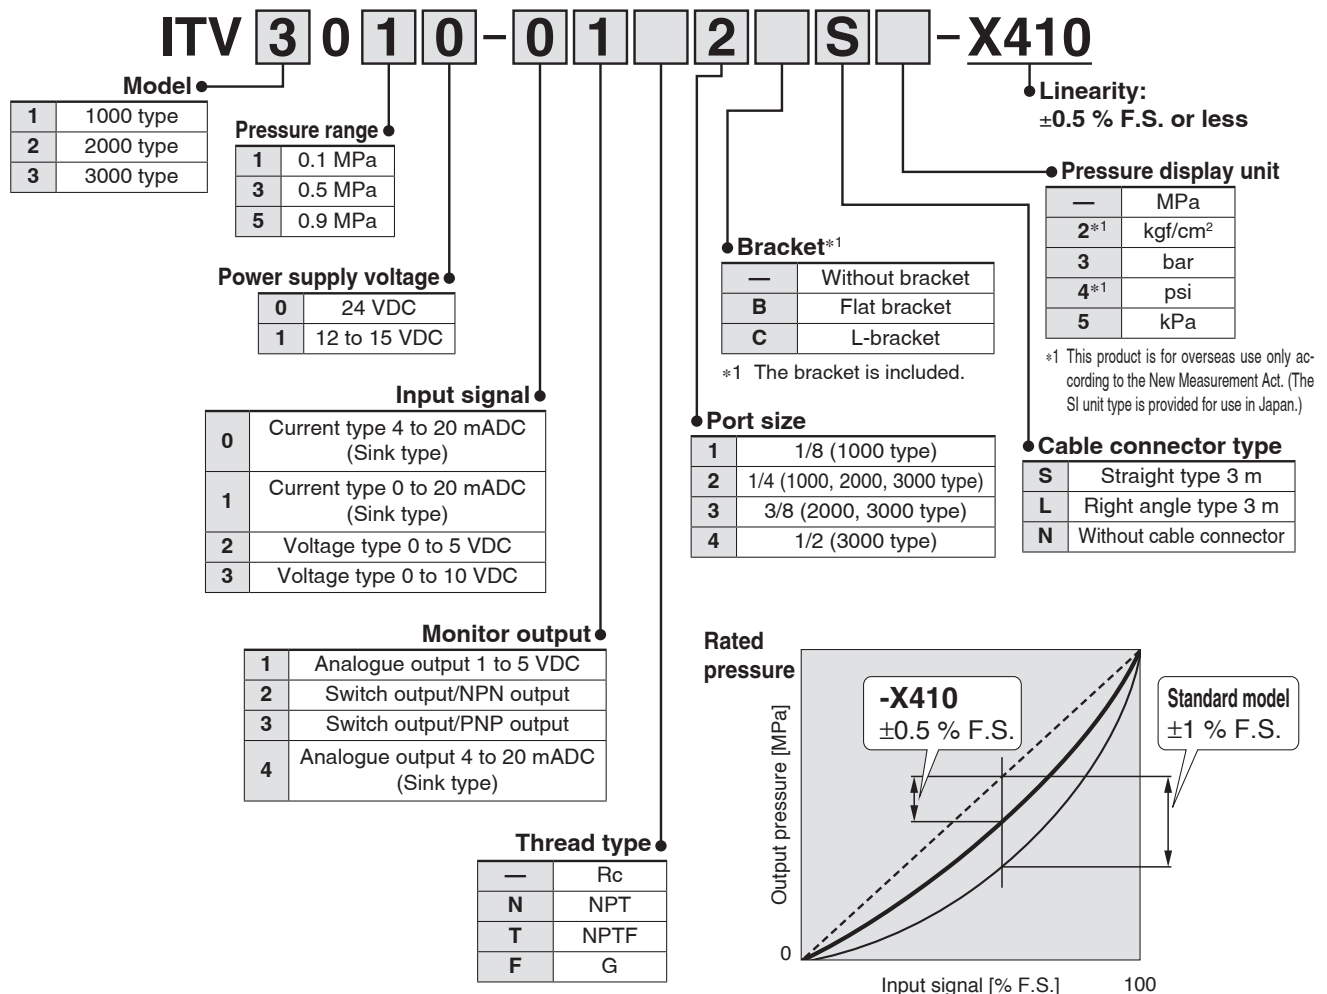 ITV 3 0 1 0 - 0 1 2 S - X410
Model
1 1000 type
2 2000 type
3 3000 type
Pressure range
1 0.1 MPa
3 0.5 MPa
5 0.9 MPa
Power supply voltage
0 24 VDC
1 12 to 15 VDC
Input signal
0 Current type 4 to 20 mADC
(Sink type)
1 Current type 0 to 20 mADC
(Sink type)
2 Voltage type 0 to 5 VDC
3 Voltage type 0 to 10 VDC
Monitor output
1 Analogue output 1 to 5 VDC
2 Switch output/NPN output
3 Switch output/PNP output
4 Analogue output 4 to 20 mADC
(Sink type)
Thread type
— Rc
N NPT
T NPTF
F G
Linearity:
±0.5 % F.S. or less
Pressure display unit
— MPa
2*1 kgf/cm²
3 bar
4*1 psi
5 kPa
*1 This product is for overseas use only ac-
cording to the New Measurement Act. (The
SI unit type is provided for use in Japan.)
Bracket*1
— Without bracket
B Flat bracket
C L-bracket
*1 The bracket is included.
Port size
1 1/8 (1000 type)
2 1/4 (1000, 2000, 3000 type)
3 3/8 (2000, 3000 type)
4 1/2 (3000 type)
Cable connector type
S Straight type 3 m
L Right angle type 3 m
N Without cable connector
Rated
pressure
-X410
±0.5 % F.S.
Standard model
±1 % F.S.
Output pressure [MPa]
0
Input signal [% F.S.] 100